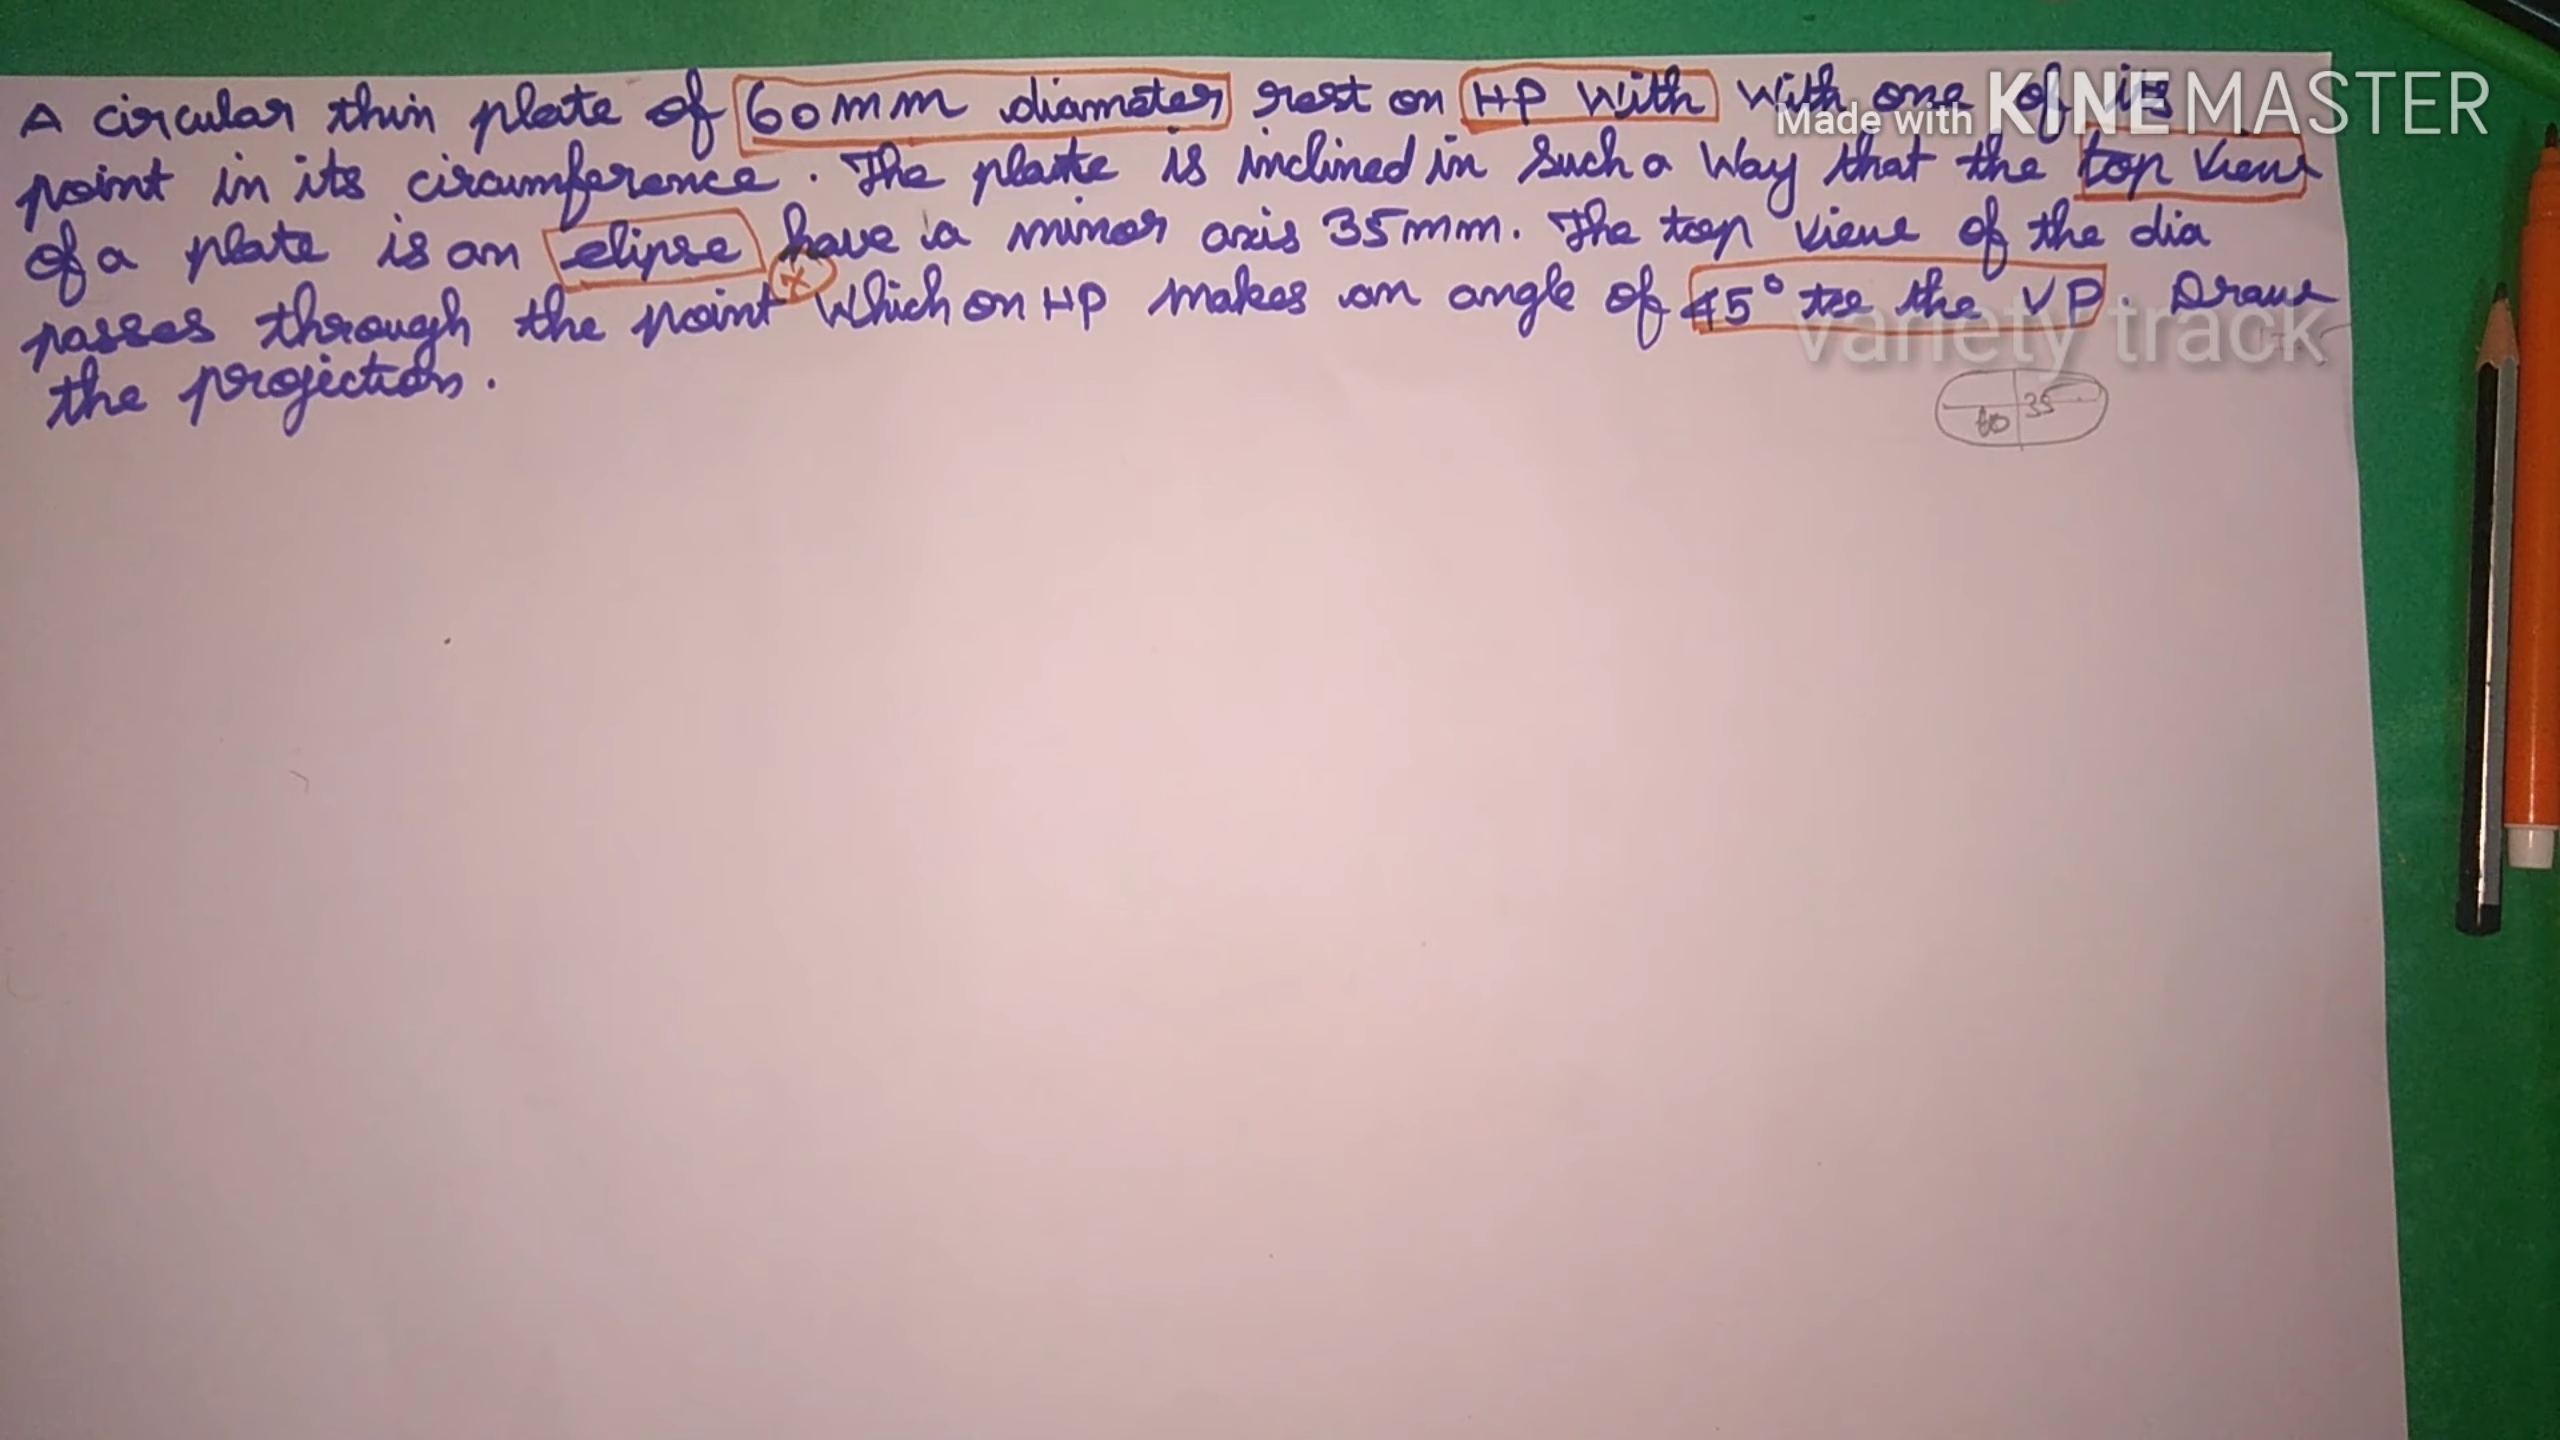 A circular thin plate of 60mm diameter rest on HP with with one of its
Made with KINEMASTER
point in its circumference. The plate is inclined in such a way that the top view
of a plate is an elipse have a minor axis 35mm. The top view of the dia
passes through the point which on HP makes an angle of 45° to the VP. Draw
variety track
the projection.
60 35